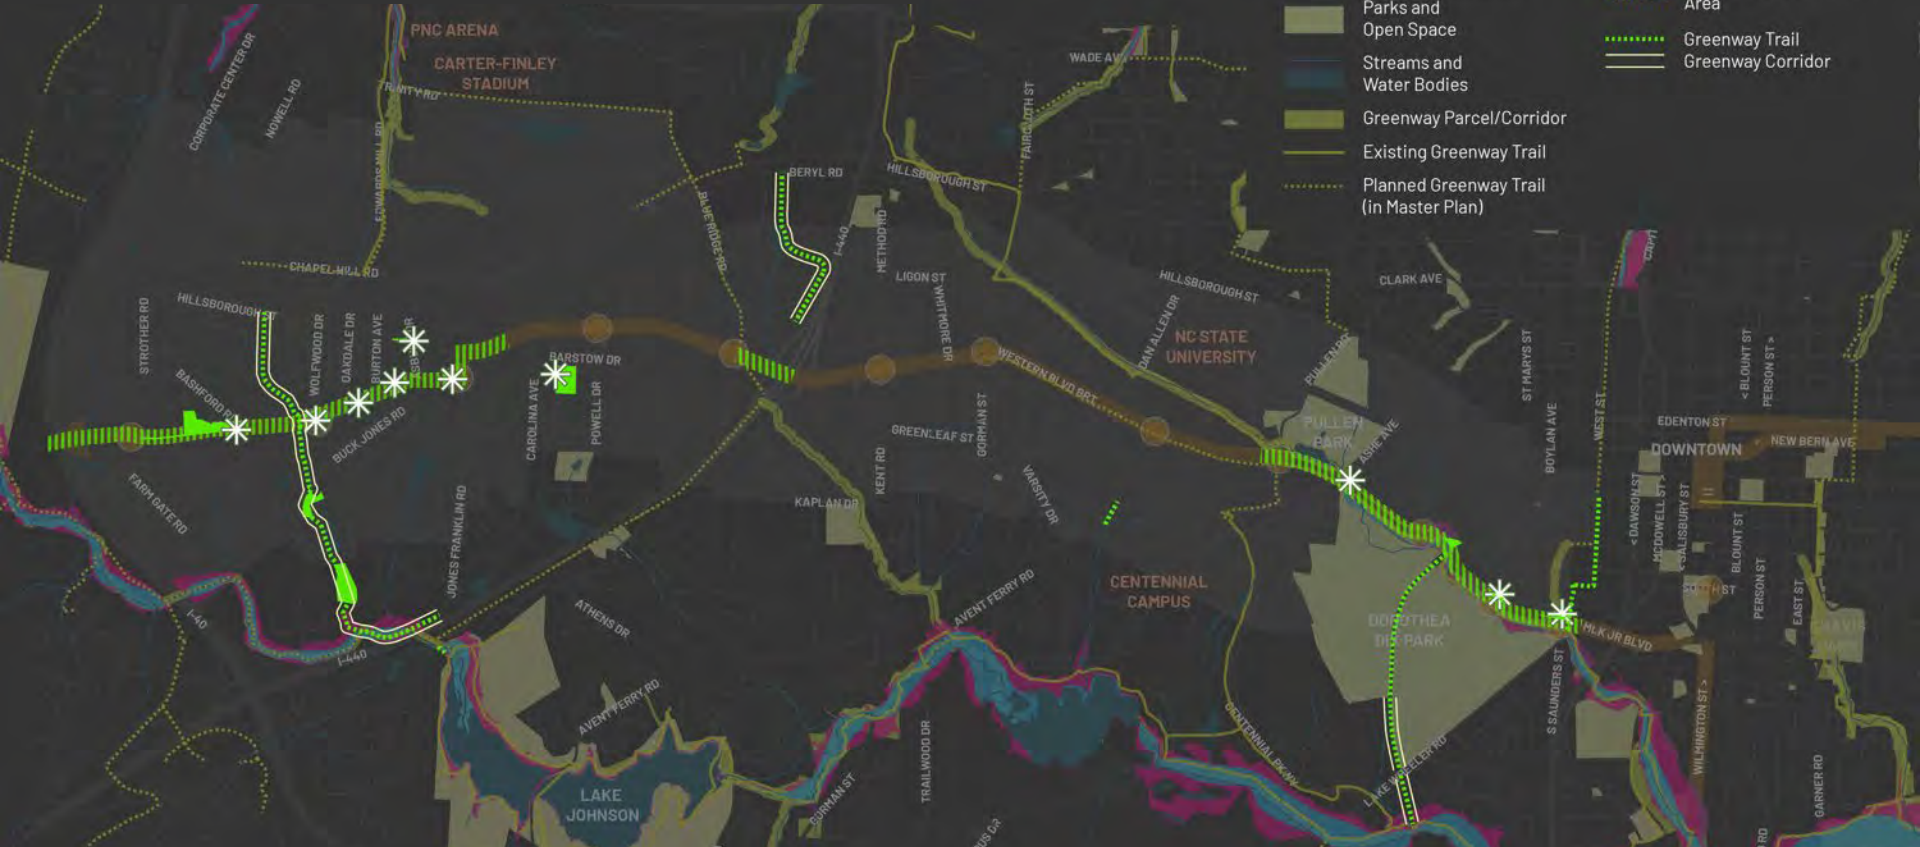 Parks and
Open Space
Area
Streams and
Water Bodies
Greenway Trail
Greenway Corridor
Greenway Parcel/Corridor
Existing Greenway Trail
Planned Greenway Trail
(in Master Plan)
PNC ARENA
CARTER-FINLEY
STADIUM
CORPORATE CENTER DR
NOWELL RD
TRINITY RD
EDWARDS MILL RD
CHAPEL HILL RD
HILLSBOROUGH ST
STROTHER RD
BASHFORD RD
WOLFWOOD DR
OAKDALE DR
BURTON AVE
BUCK JONES RD
FARM GATE RD
JONES FRANKLIN RD
BARSTOW DR
CAROLINA AVE
POWELL DR
BLUE RIDGE RD
BERYL RD
I-440
METHOD RD
LIGON ST
WHITMORE DR
HILLSBOROUGH ST
WADE AV
FAIRCLOTH ST
HILLSBOROUGH ST
CLARK AVE
DAN ALLEN DR
NC STATE
UNIVERSITY
PULLEN RD
PULLEN
PARK
ASHE AVE
WESTERN BLVD BRT
GORMAN ST
GREENLEAF ST
KENT RD
KAPLAN DR
VARSITY DR
AVENT FERRY RD
CENTENNIAL
CAMPUS
DOROTHEA
DIX PARK
ST MARYS ST
BOYLAN AVE
WEST ST
< BLOUNT ST
PERSON ST >
EDENTON ST
DOWNTOWN
NEW BERN AVE
< DAWSON ST
MCDOWELL ST >
< SALISBURY ST
BLOUNT ST
PERSON ST
EAST ST
SOUTH ST
MLK JR BLVD
S SAUNDERS ST
WILMINGTON ST >
GARNER RD
LAKE WHEELER RD
CENTENNIAL PKWY
TRAILWOOD DR
GORMAN ST
AVENT FERRY RD
ATHENS DR
LAKE
JOHNSON
I-40
I-440